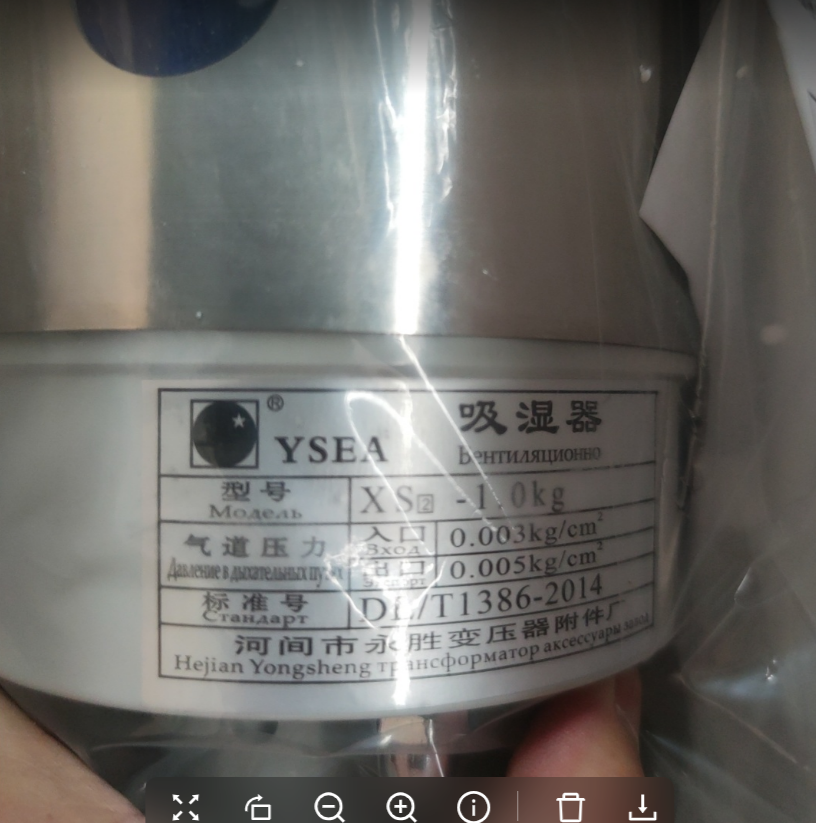 ® YSEA 吸湿器
Вентиляционно
型号 XS2-1.0kg
Модель
气道压力 入口 0.003kg/cm²
Вход
Давление в дыхательных путях 出口 0.005kg/cm²
标准号 DL/T1386-2014
Стандарт
河间市永胜变压器附件厂
Hejian Yongsheng трансформатор аксессуары завод